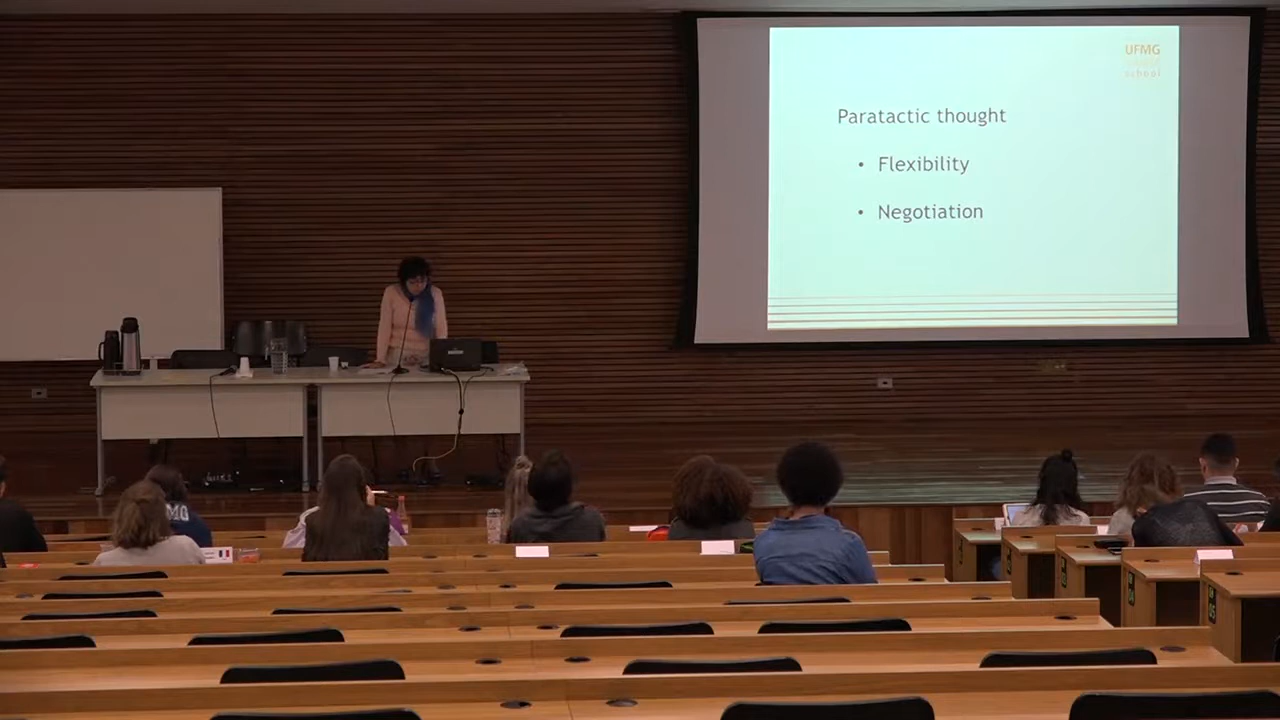 UFMG
school
Paratactic thought
• Flexibility
• Negotiation
MG